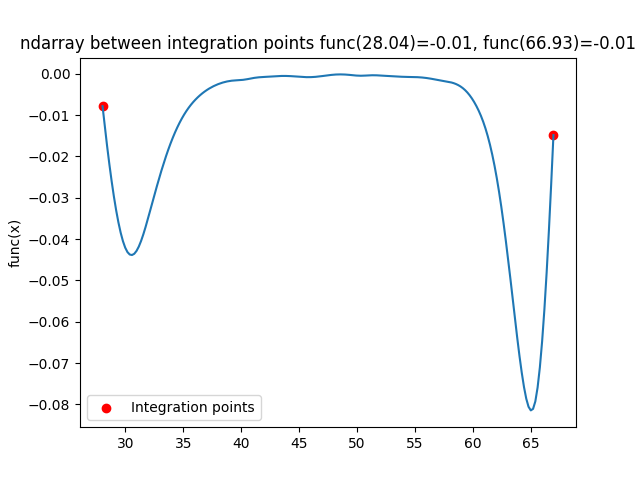 ndarray between integration points func(28.04)=-0.01, func(66.93)=-0.01
0.00
−0.01
−0.02
−0.03
−0.04
−0.05
−0.06
−0.07
−0.08
func(x)
Integration points
30 35 40 45 50 55 60 65